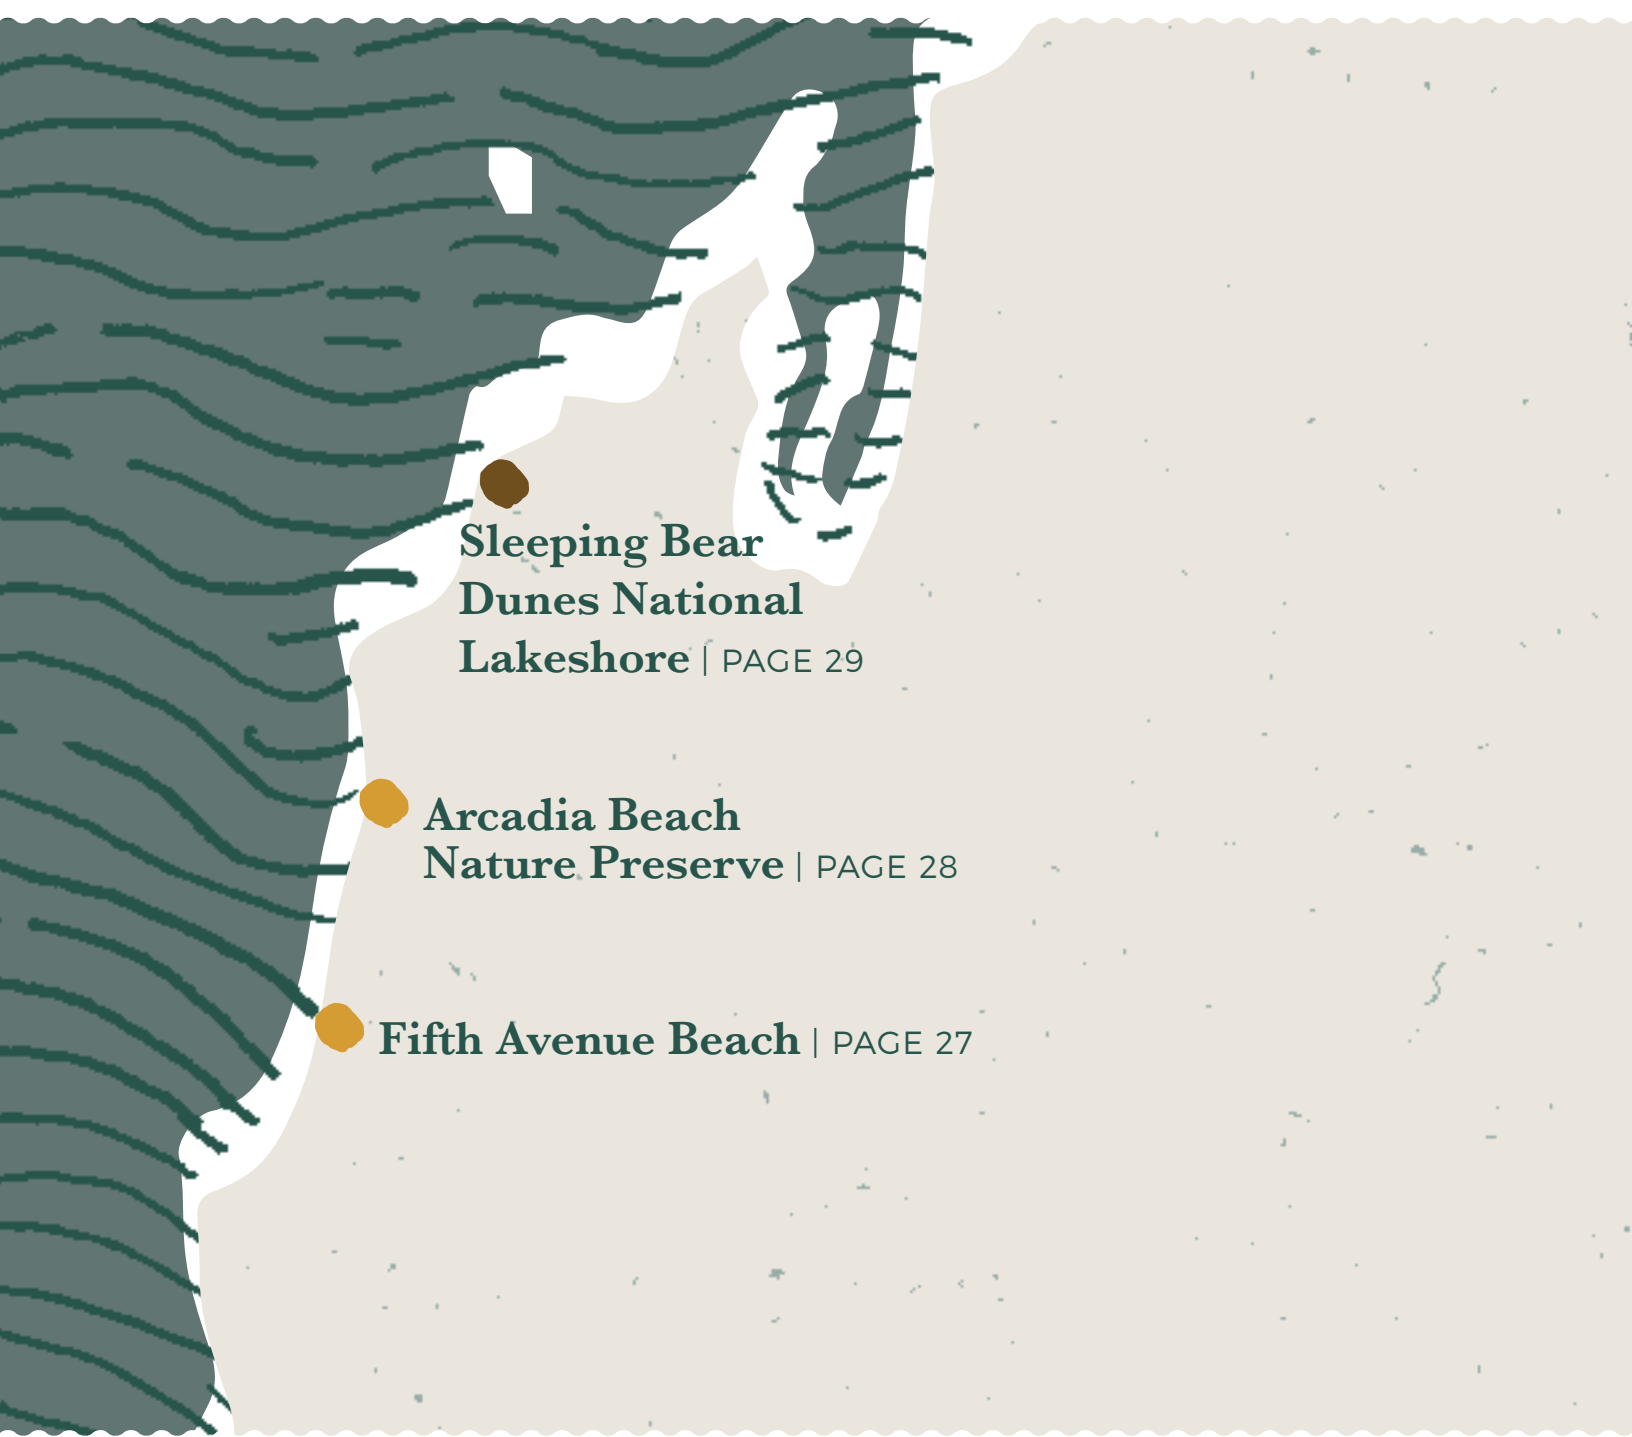 Sleeping Bear
Dunes National
Lakeshore | PAGE 29
Arcadia Beach
Nature Preserve | PAGE 28
Fifth Avenue Beach | PAGE 27